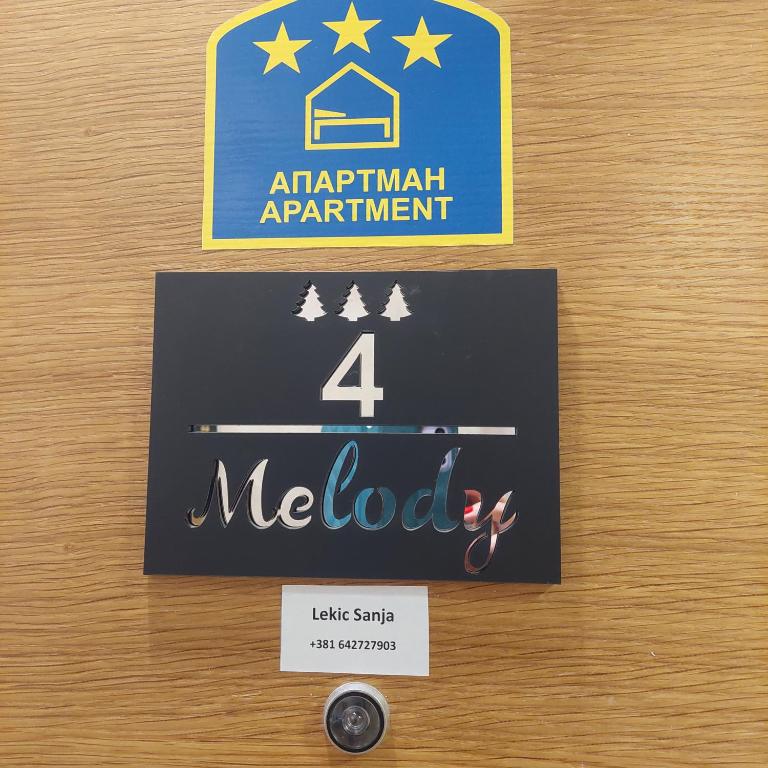 АПАРТМАН
APARTMENT
4
Melody
Lekic Sanja
+381 642727903